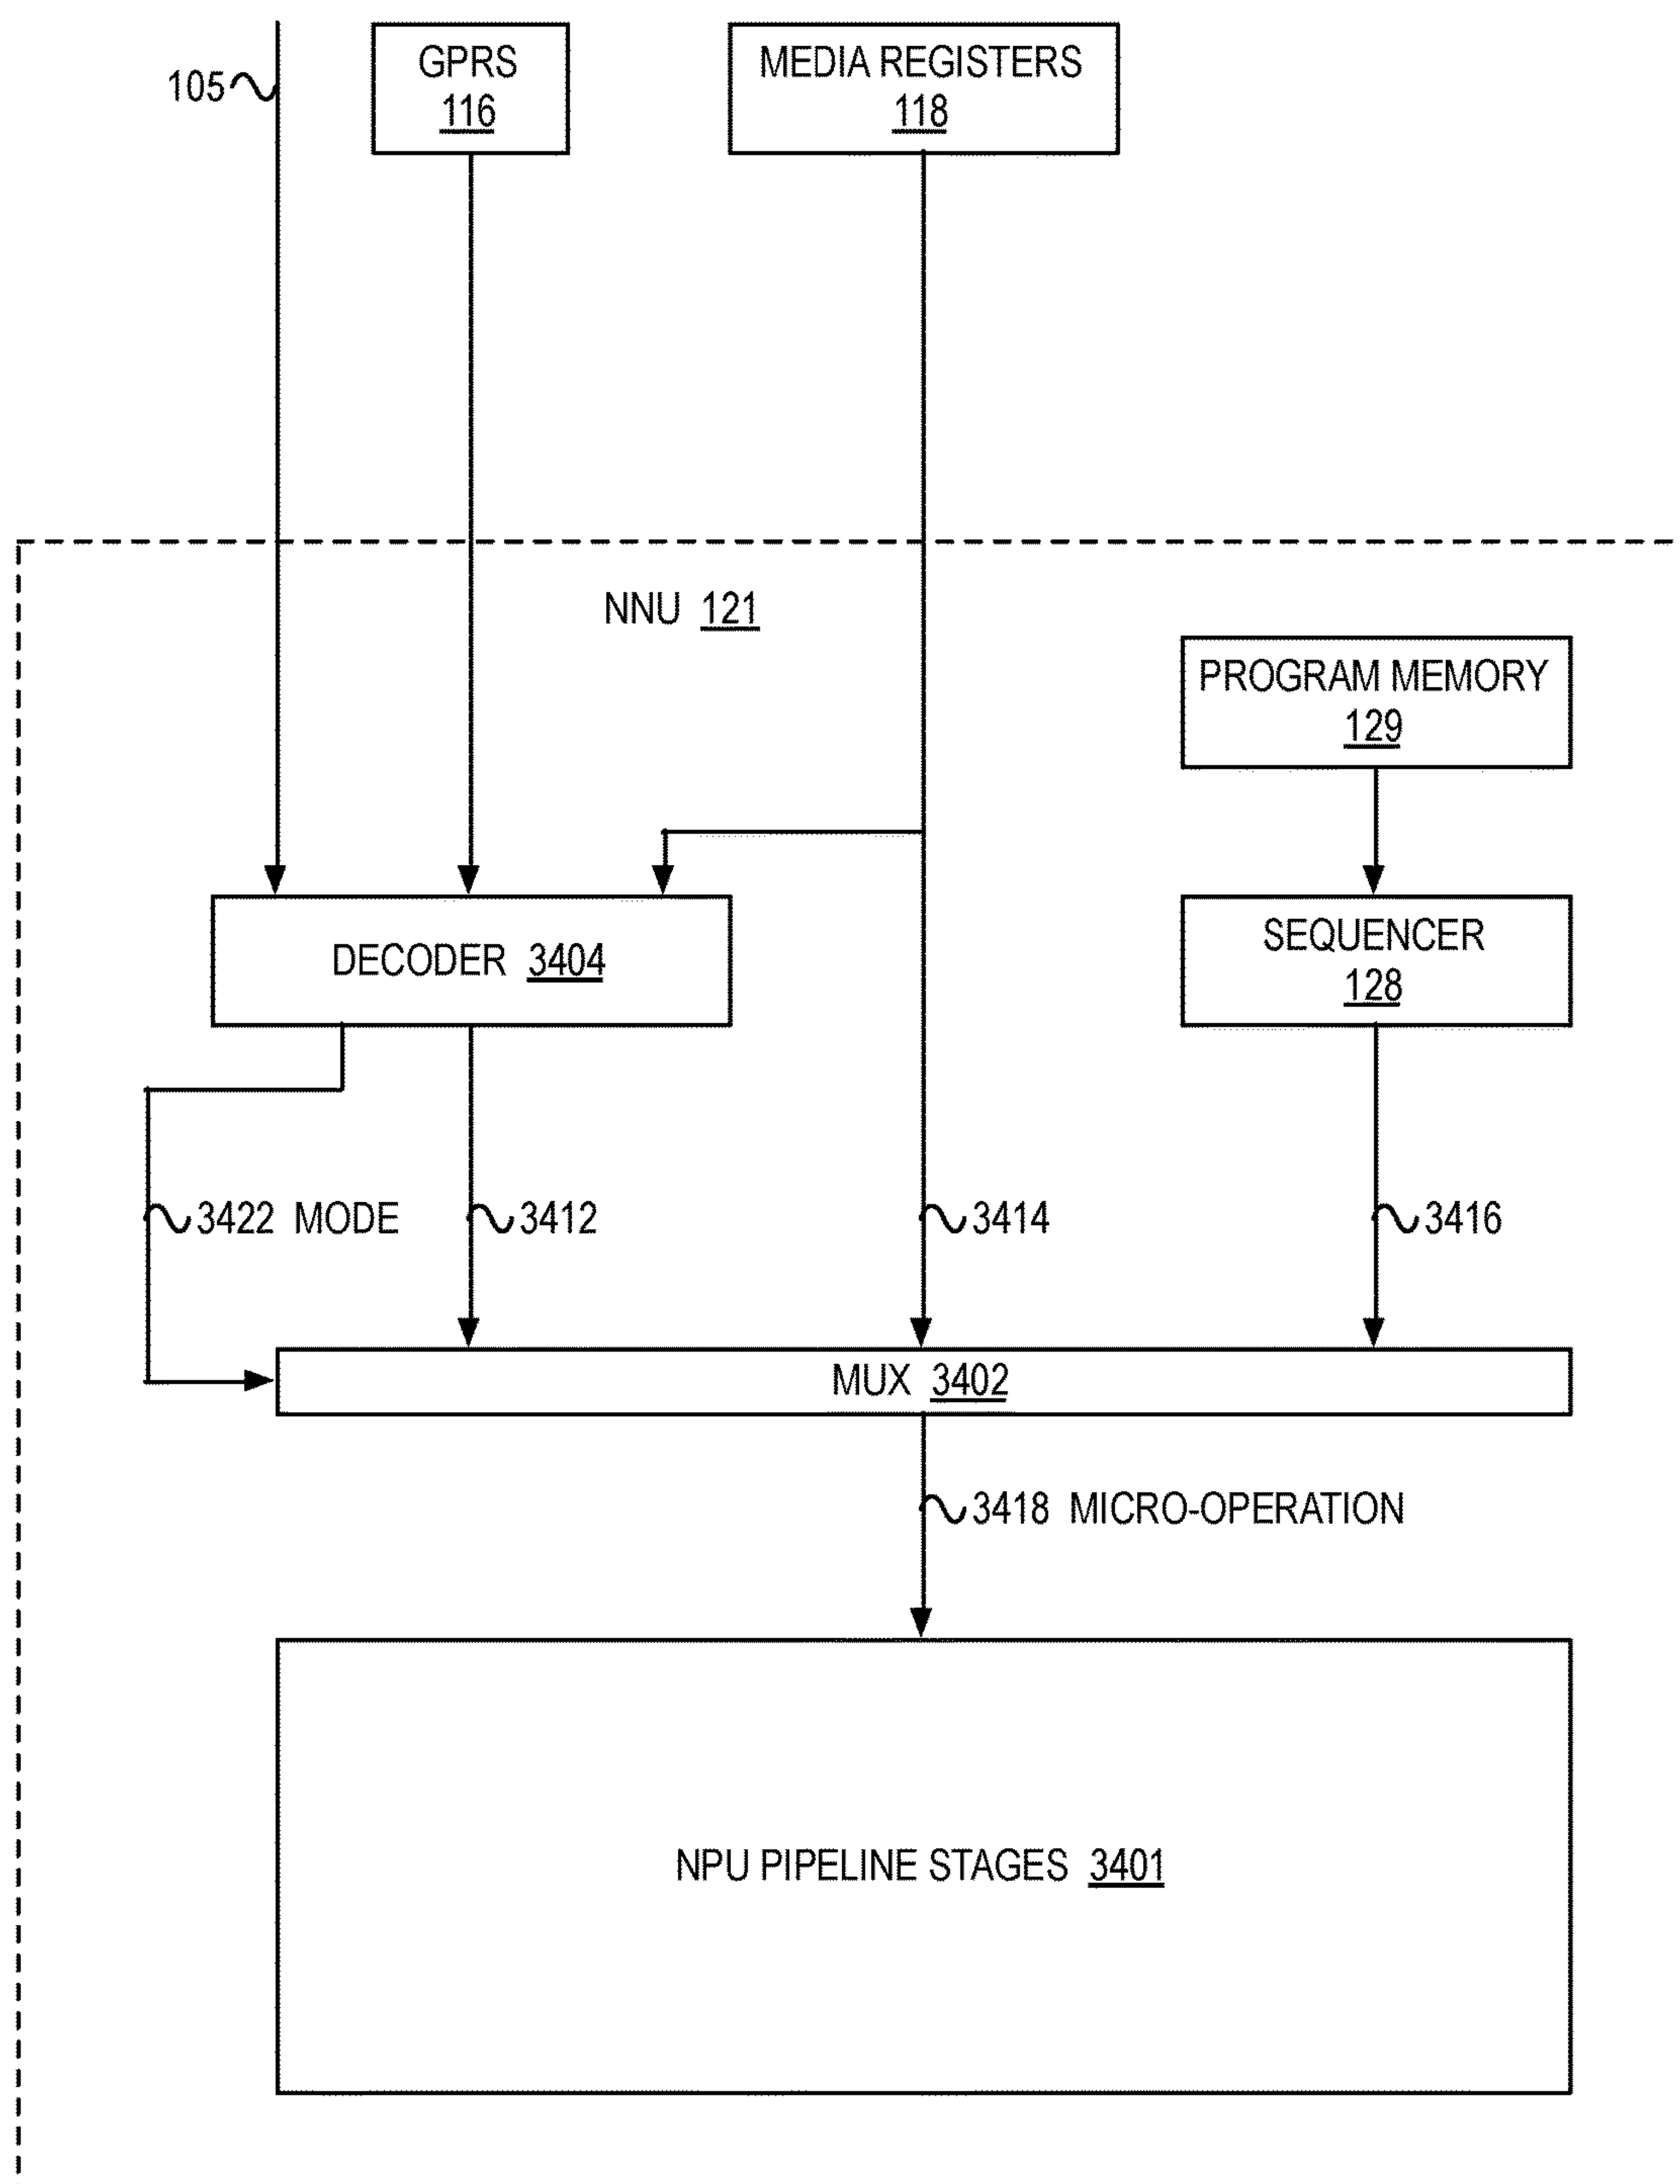 105
GPRS
116
MEDIA REGISTERS
118
NNU 121
PROGRAM MEMORY
129
DECODER 3404
SEQUENCER
128
3422 MODE
3412
3414
3416
MUX 3402
3418 MICRO-OPERATION
NPU PIPELINE STAGES 3401